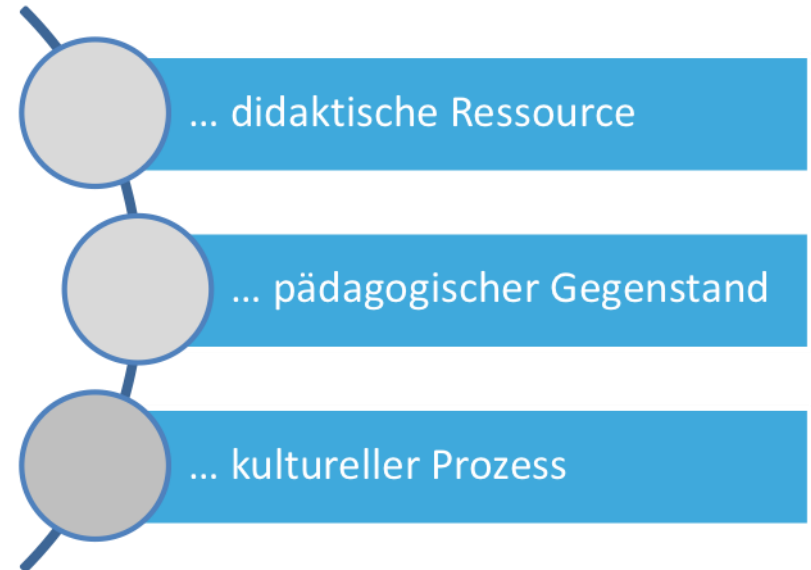 ... didaktische Ressource
... pädagogischer Gegenstand
... kultureller Prozess